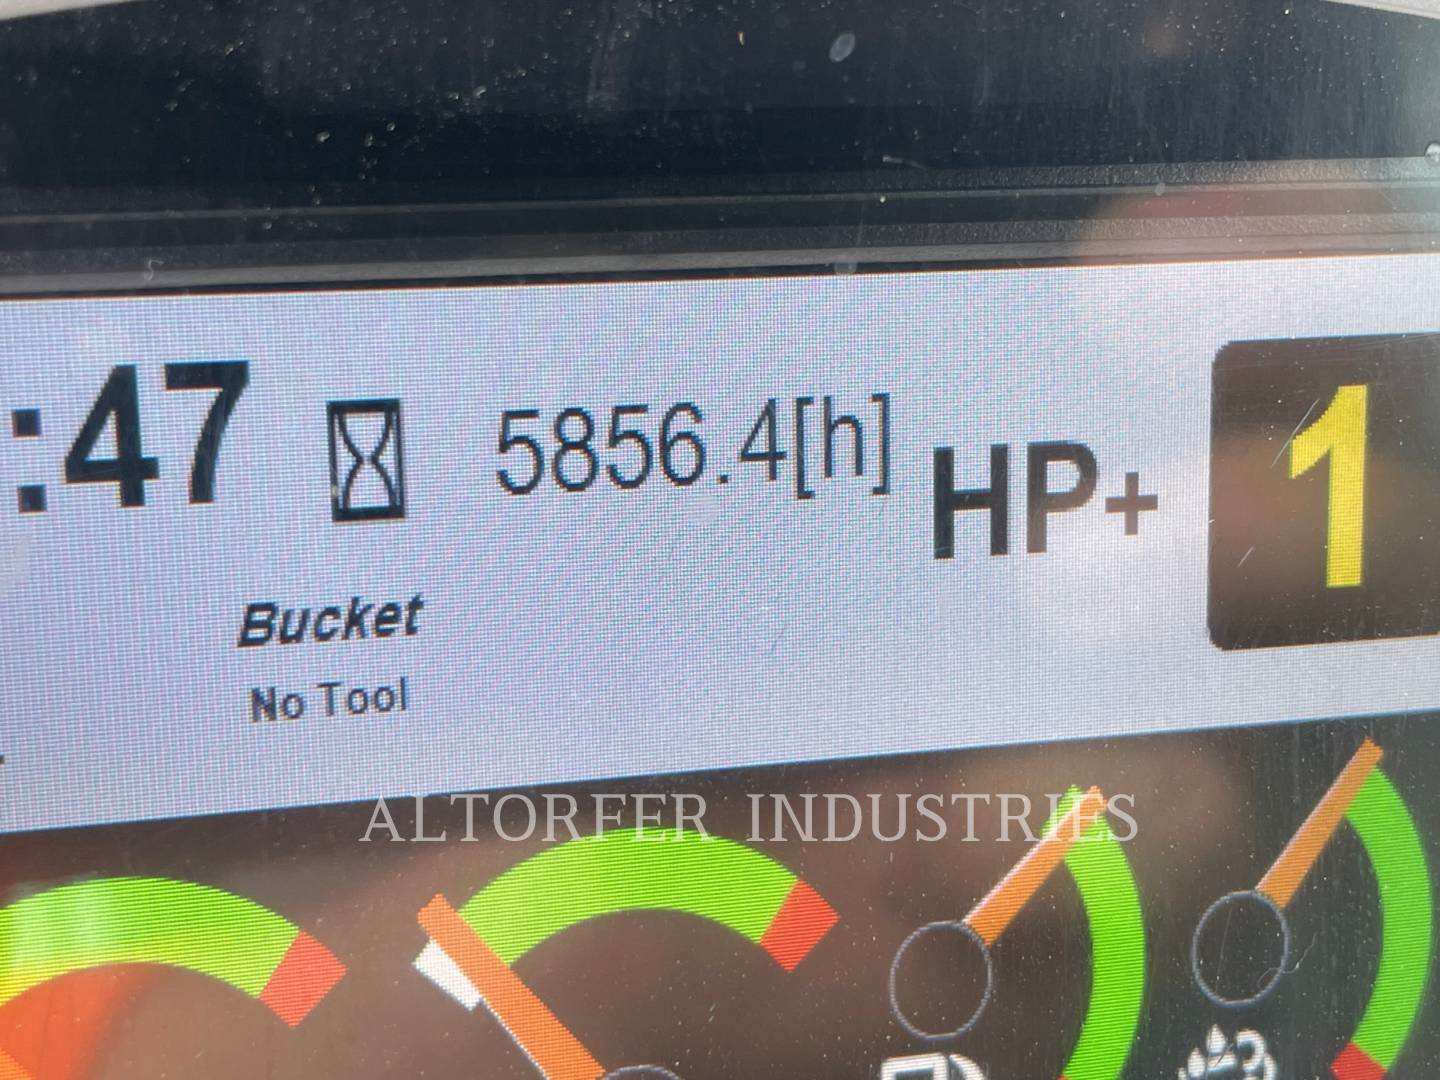 :47 5856.4[h] HP+ 1
Bucket
No Tool
ALTORFER INDUSTRIES